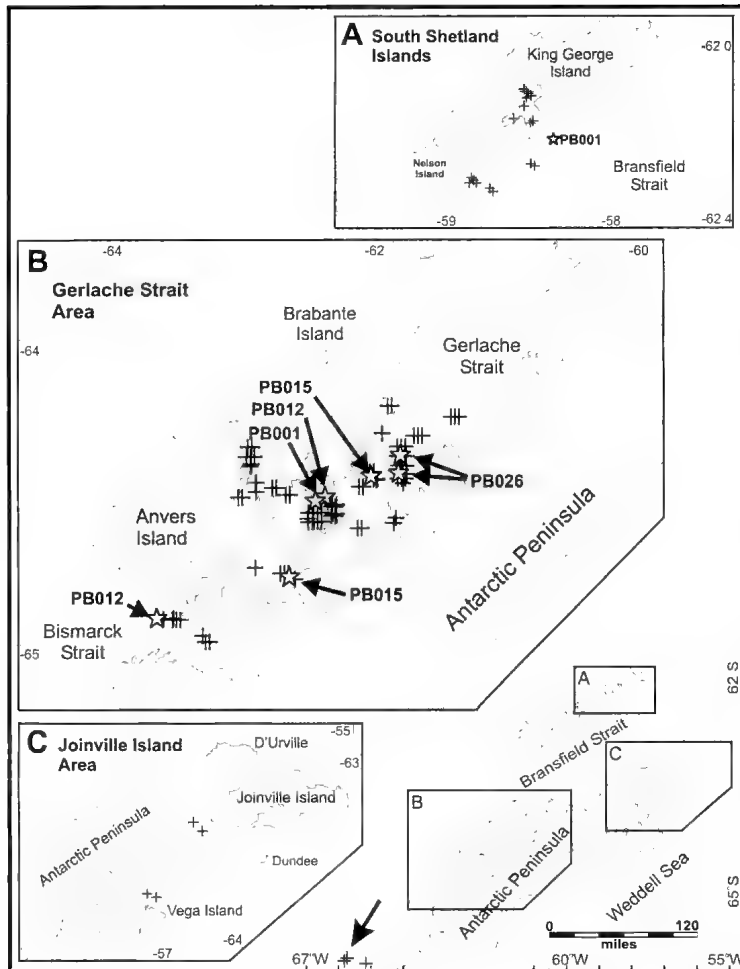 A South Shetland
Islands
-62 0
King George
Island
PB001
Nelson
Island
Bransfield
Strait
-59
-58
-62 4
-64
-62
-60
B
Gerlache Strait
Area
Brabante
Island
-64
Gerlache
Strait
PB015
PB012
PB001
PB026
Anvers
Island
Antarctic Peninsula
PB012
PB015
Bismarck
Strait
-65
C Joinville Island
Area
-55
-63
D'Urville
Joinville Island
Antarctic Peninsula
Dundee
Vega Island
-64
-57
A
62 S
Bransfield Strait
C
B
Antarctic Peninsula
Weddell Sea
65°S
0
120
miles
67°W
60°W
55°W